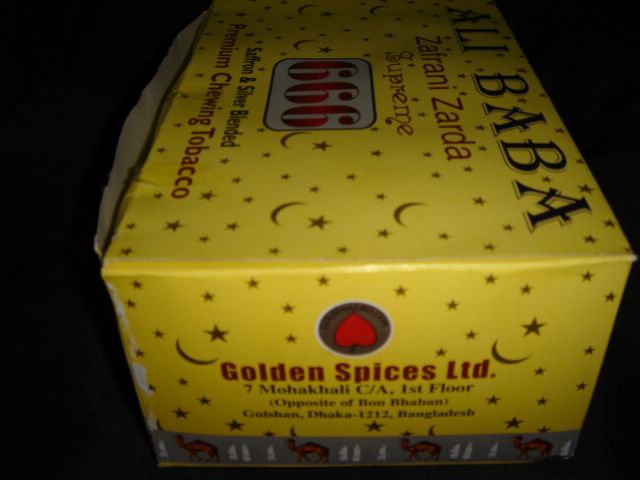 ALI BABA
Zafrani Zarda
Supreme
666
Saffron & Silver Blended
Premium Chewing Tobacco
Golden Spices Ltd.
7 Mohakhali C/A, 1st Floor
(Opposite of Bon Bhaban)
Gulshan, Dhaka-1212, Bangladesh